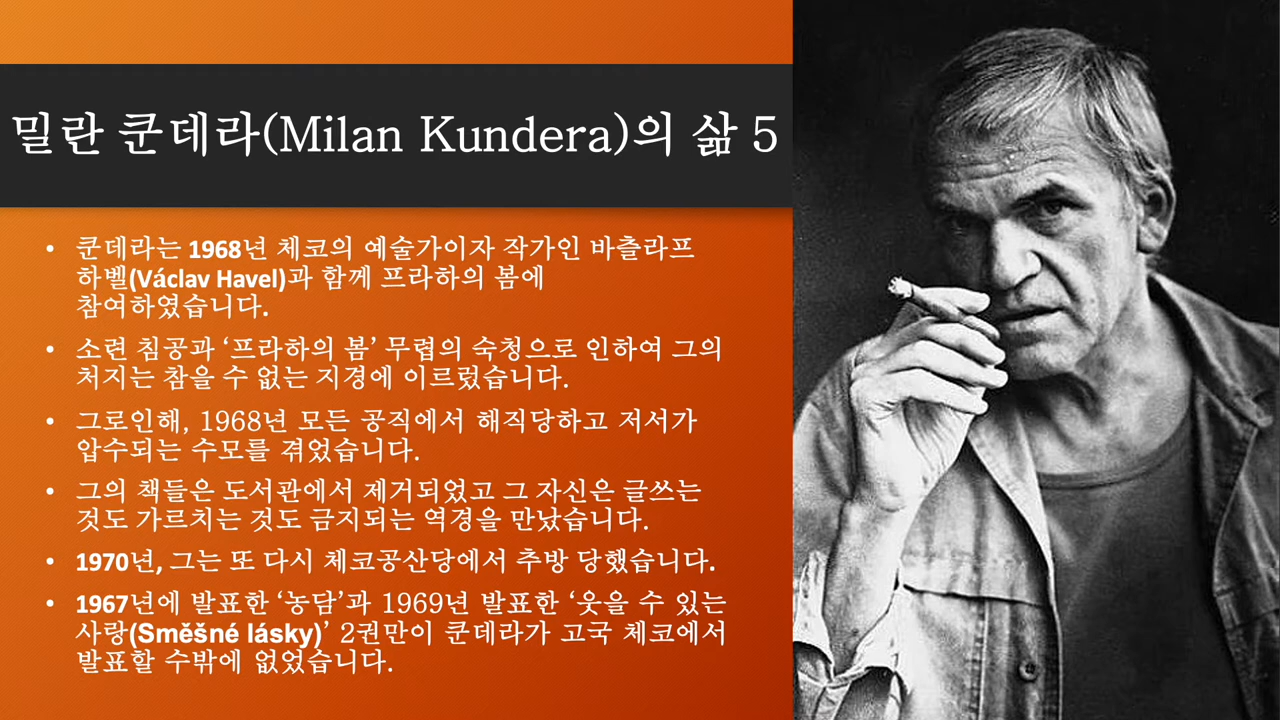 밀란 쿤데라(Milan Kundera)의 삶 5
• 쿤데라는 1968년 체코의 예술가이자 작가인 바츨라프
하벨(Václav Havel)과 함께 프라하의 봄에
참여하였습니다.
• 소련 침공과 ‘프라하의 봄’ 무렵의 숙청으로 인하여 그의
처지는 참을 수 없는 지경에 이르렀습니다.
• 그로인해, 1968년 모든 공직에서 해직당하고 저서가
압수되는 수모를 겪었습니다.
• 그의 책들은 도서관에서 제거되었고 그 자신은 글쓰는
것도 가르치는 것도 금지되는 역경을 만났습니다.
• 1970년, 그는 또 다시 체코공산당에서 추방 당했습니다.
• 1967년에 발표한 ‘농담’과 1969년 발표한 ‘웃을 수 있는
사랑(Směšné lásky)’ 2권만이 쿤데라가 고국 체코에서
발표할 수밖에 없었습니다.